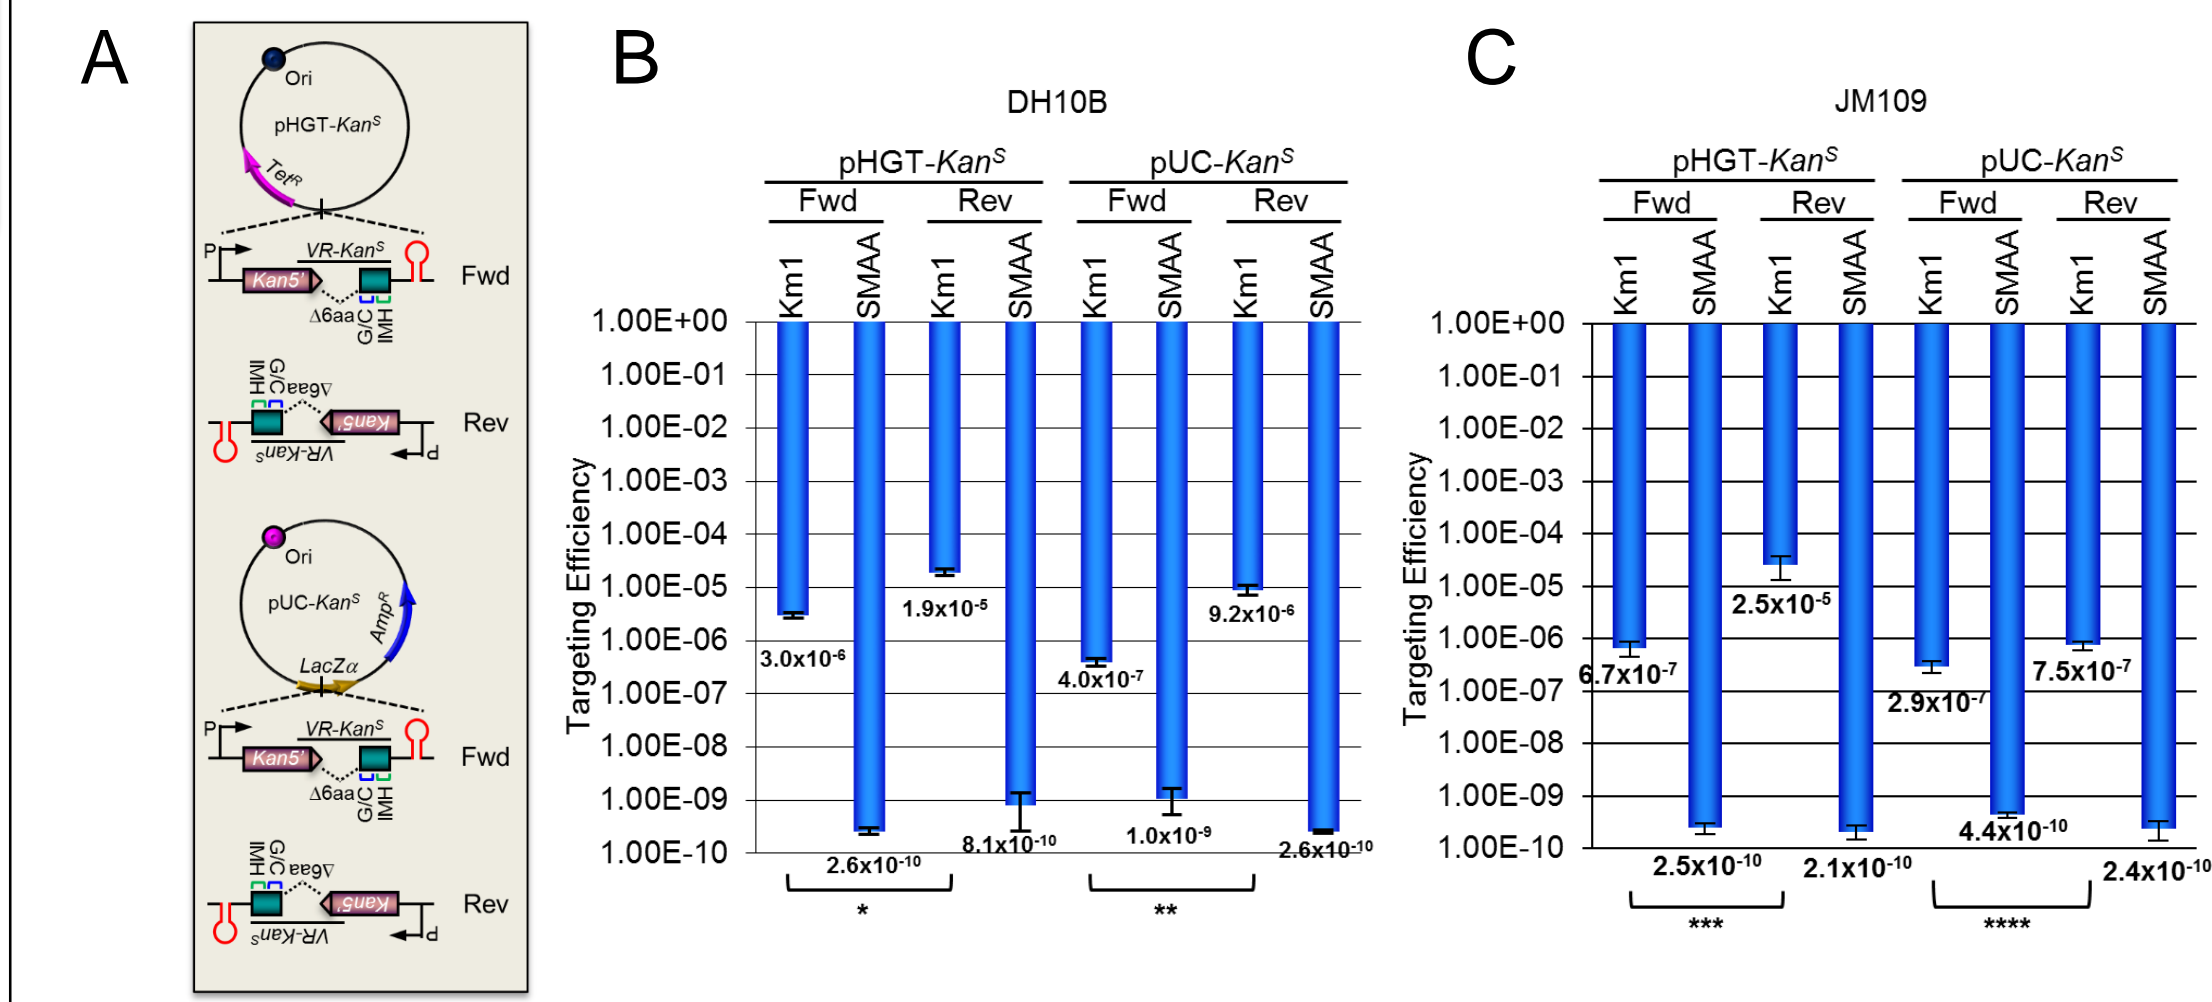 A
Ori
pHGT-Kan^S
Tet^R
P
VR-Kan^S
Kan5'
Fwd
Δ6aa
G/C
IMH
IMH
G/C
Δ6aa
Kan5'
Rev
VR-Kan^S
P
Ori
pUC-Kan^S
Amp^R
LacZα
P
VR-Kan^S
Kan5'
Fwd
Δ6aa
G/C
IMH
IMH
G/C
Δ6aa
Kan5'
Rev
VR-Kan^S
P
B
DH10B
pHGT-Kan^S pUC-Kan^S
Fwd Rev Fwd Rev
Km1 SMAA Km1 SMAA Km1 SMAA Km1 SMAA
Targeting Efficiency
1.00E+00
1.00E-01
1.00E-02
1.00E-03
1.00E-04
1.00E-05
1.00E-06
1.00E-07
1.00E-08
1.00E-09
1.00E-10
3.0x10^-6
2.6x10^-10
1.9x10^-5
8.1x10^-10
4.0x10^-7
1.0x10^-9
9.2x10^-6
2.6x10^-10
* **
C
JM109
pHGT-Kan^S pUC-Kan^S
Fwd Rev Fwd Rev
Km1 SMAA Km1 SMAA Km1 SMAA Km1 SMAA
Targeting Efficiency
1.00E+00
1.00E-01
1.00E-02
1.00E-03
1.00E-04
1.00E-05
1.00E-06
1.00E-07
1.00E-08
1.00E-09
1.00E-10
6.7x10^-7
2.5x10^-10
2.5x10^-5
2.1x10^-10
2.9x10^-7
4.4x10^-10
7.5x10^-7
2.4x10^-10
*** ****